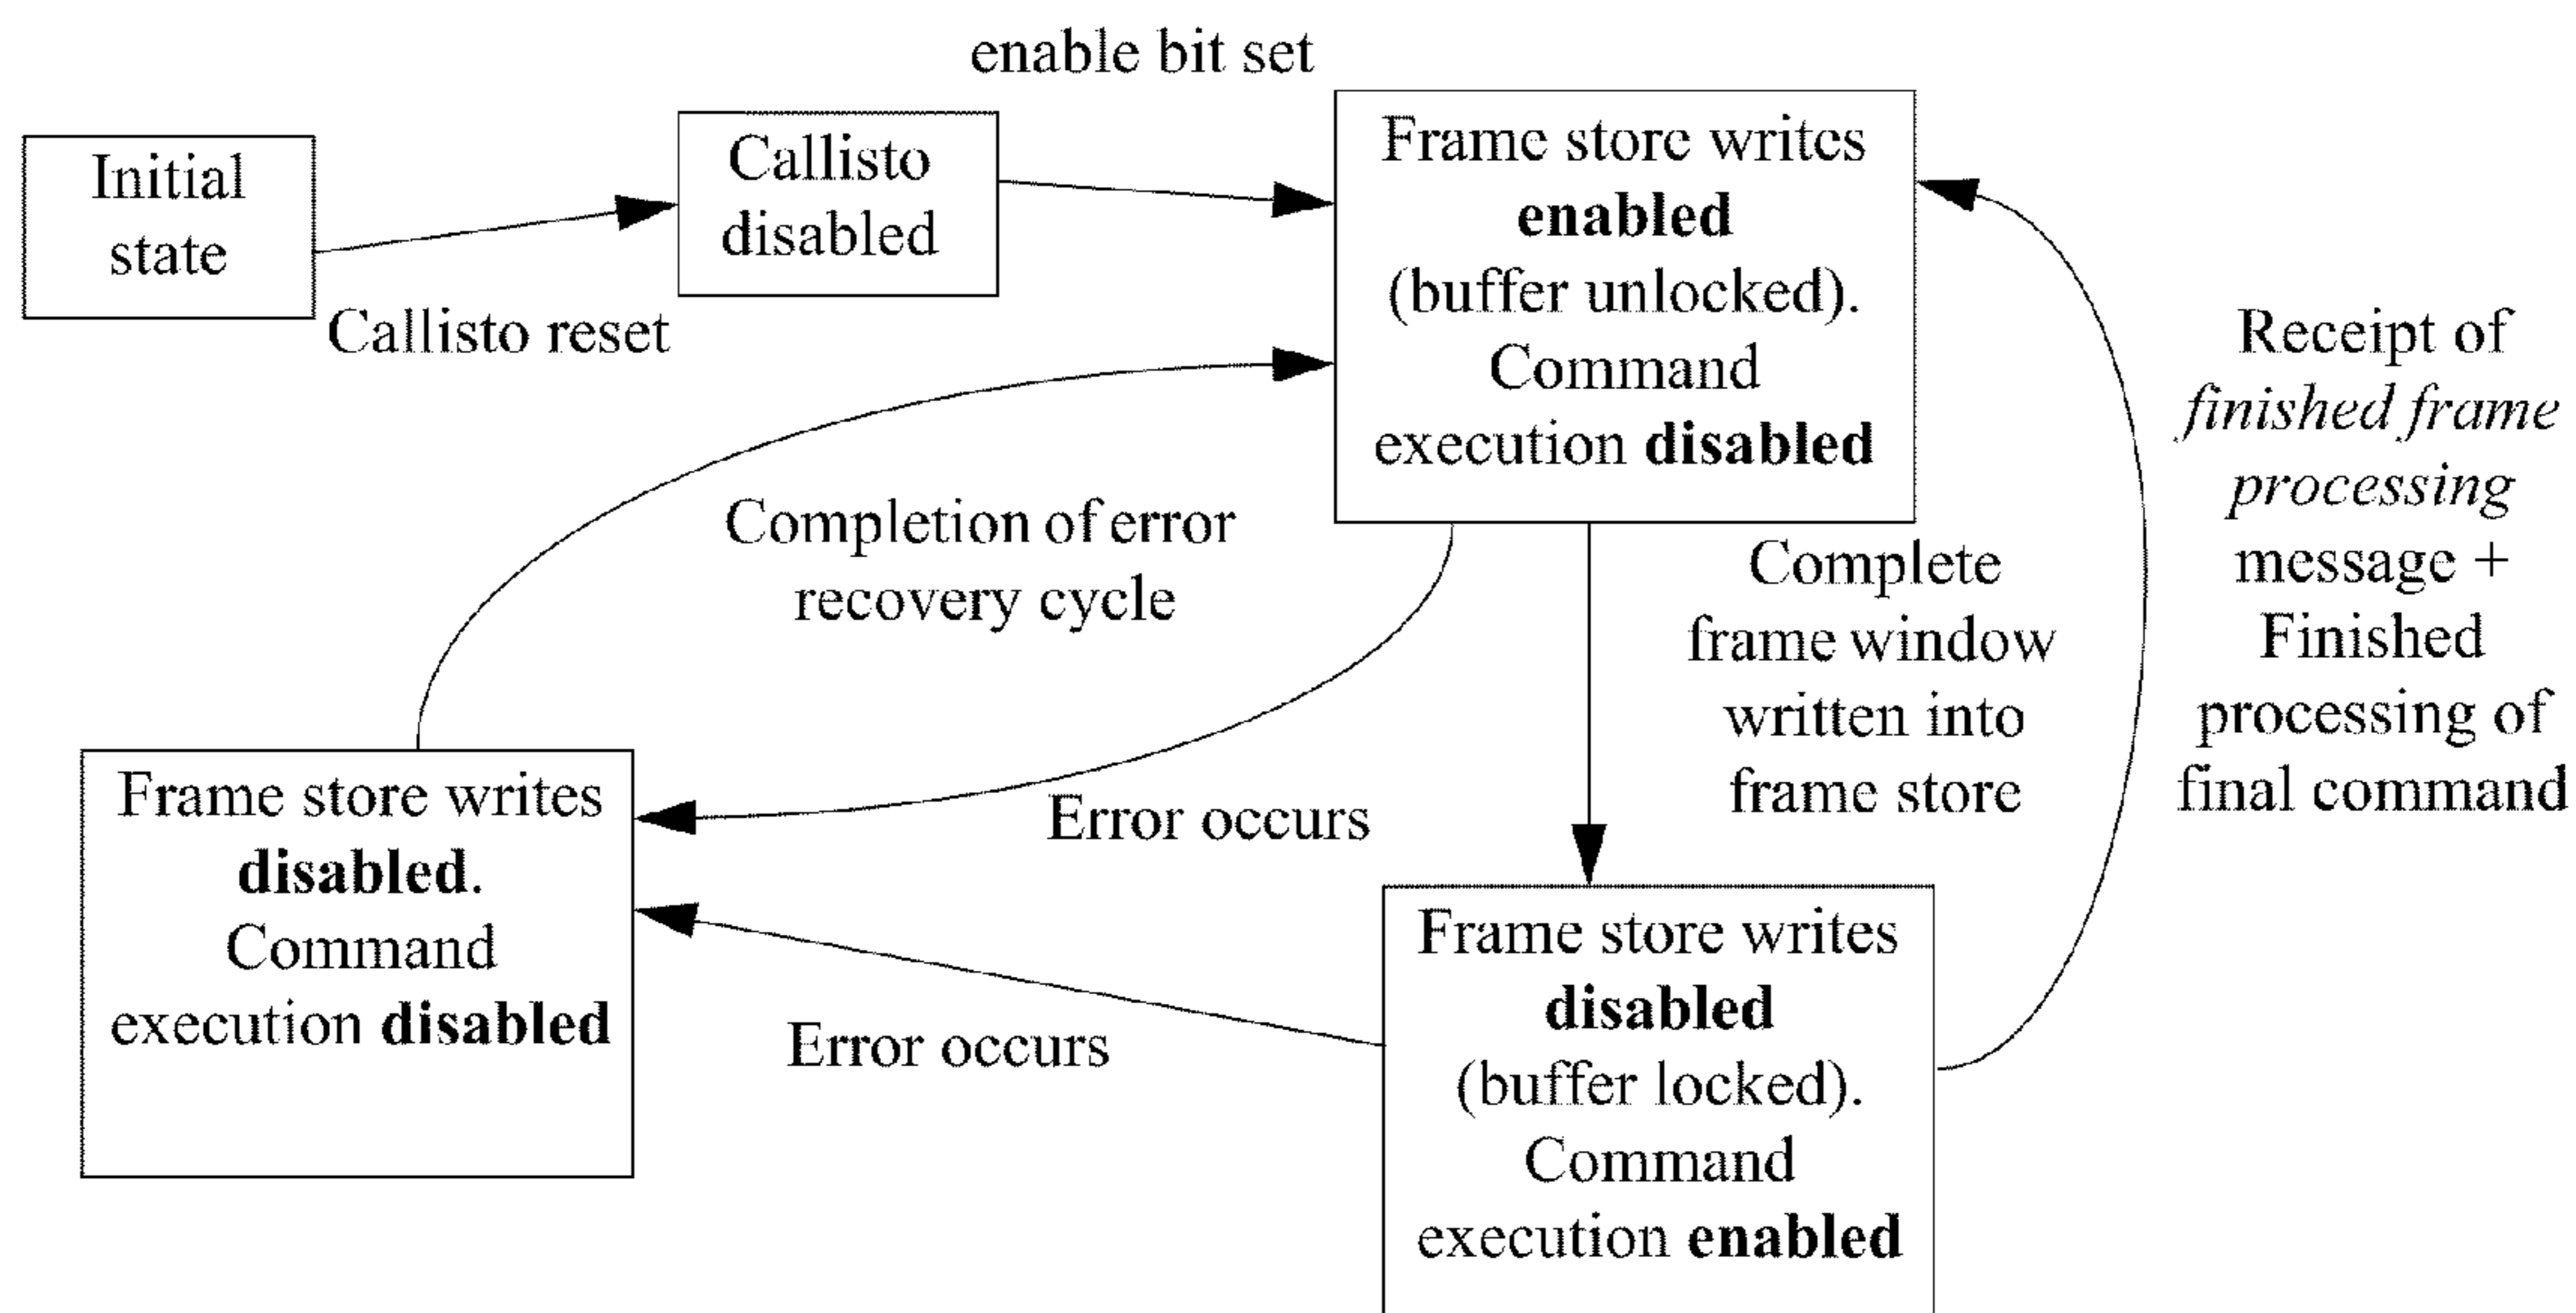 enable bit set
Initial
state
Callisto reset
Callisto
disabled
Frame store writes
enabled
(buffer unlocked).
Command
execution disabled
Receipt of
finished frame
processing
message +
Finished
processing of
final command
Completion of error
recovery cycle
Complete
frame window
written into
frame store
Error occurs
Frame store writes
disabled.
Command
execution disabled
Error occurs
Frame store writes
disabled
(buffer locked).
Command
execution enabled